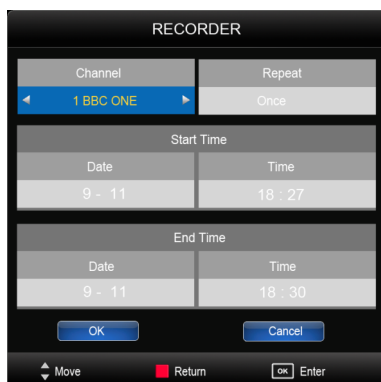 RECORDER
Channel Repeat
1 BBC ONE Once
Start Time
Date Time
9 - 11 18 : 27
End Time
Date Time
9 - 11 18 : 30
OK Cancel
Move Return OK Enter